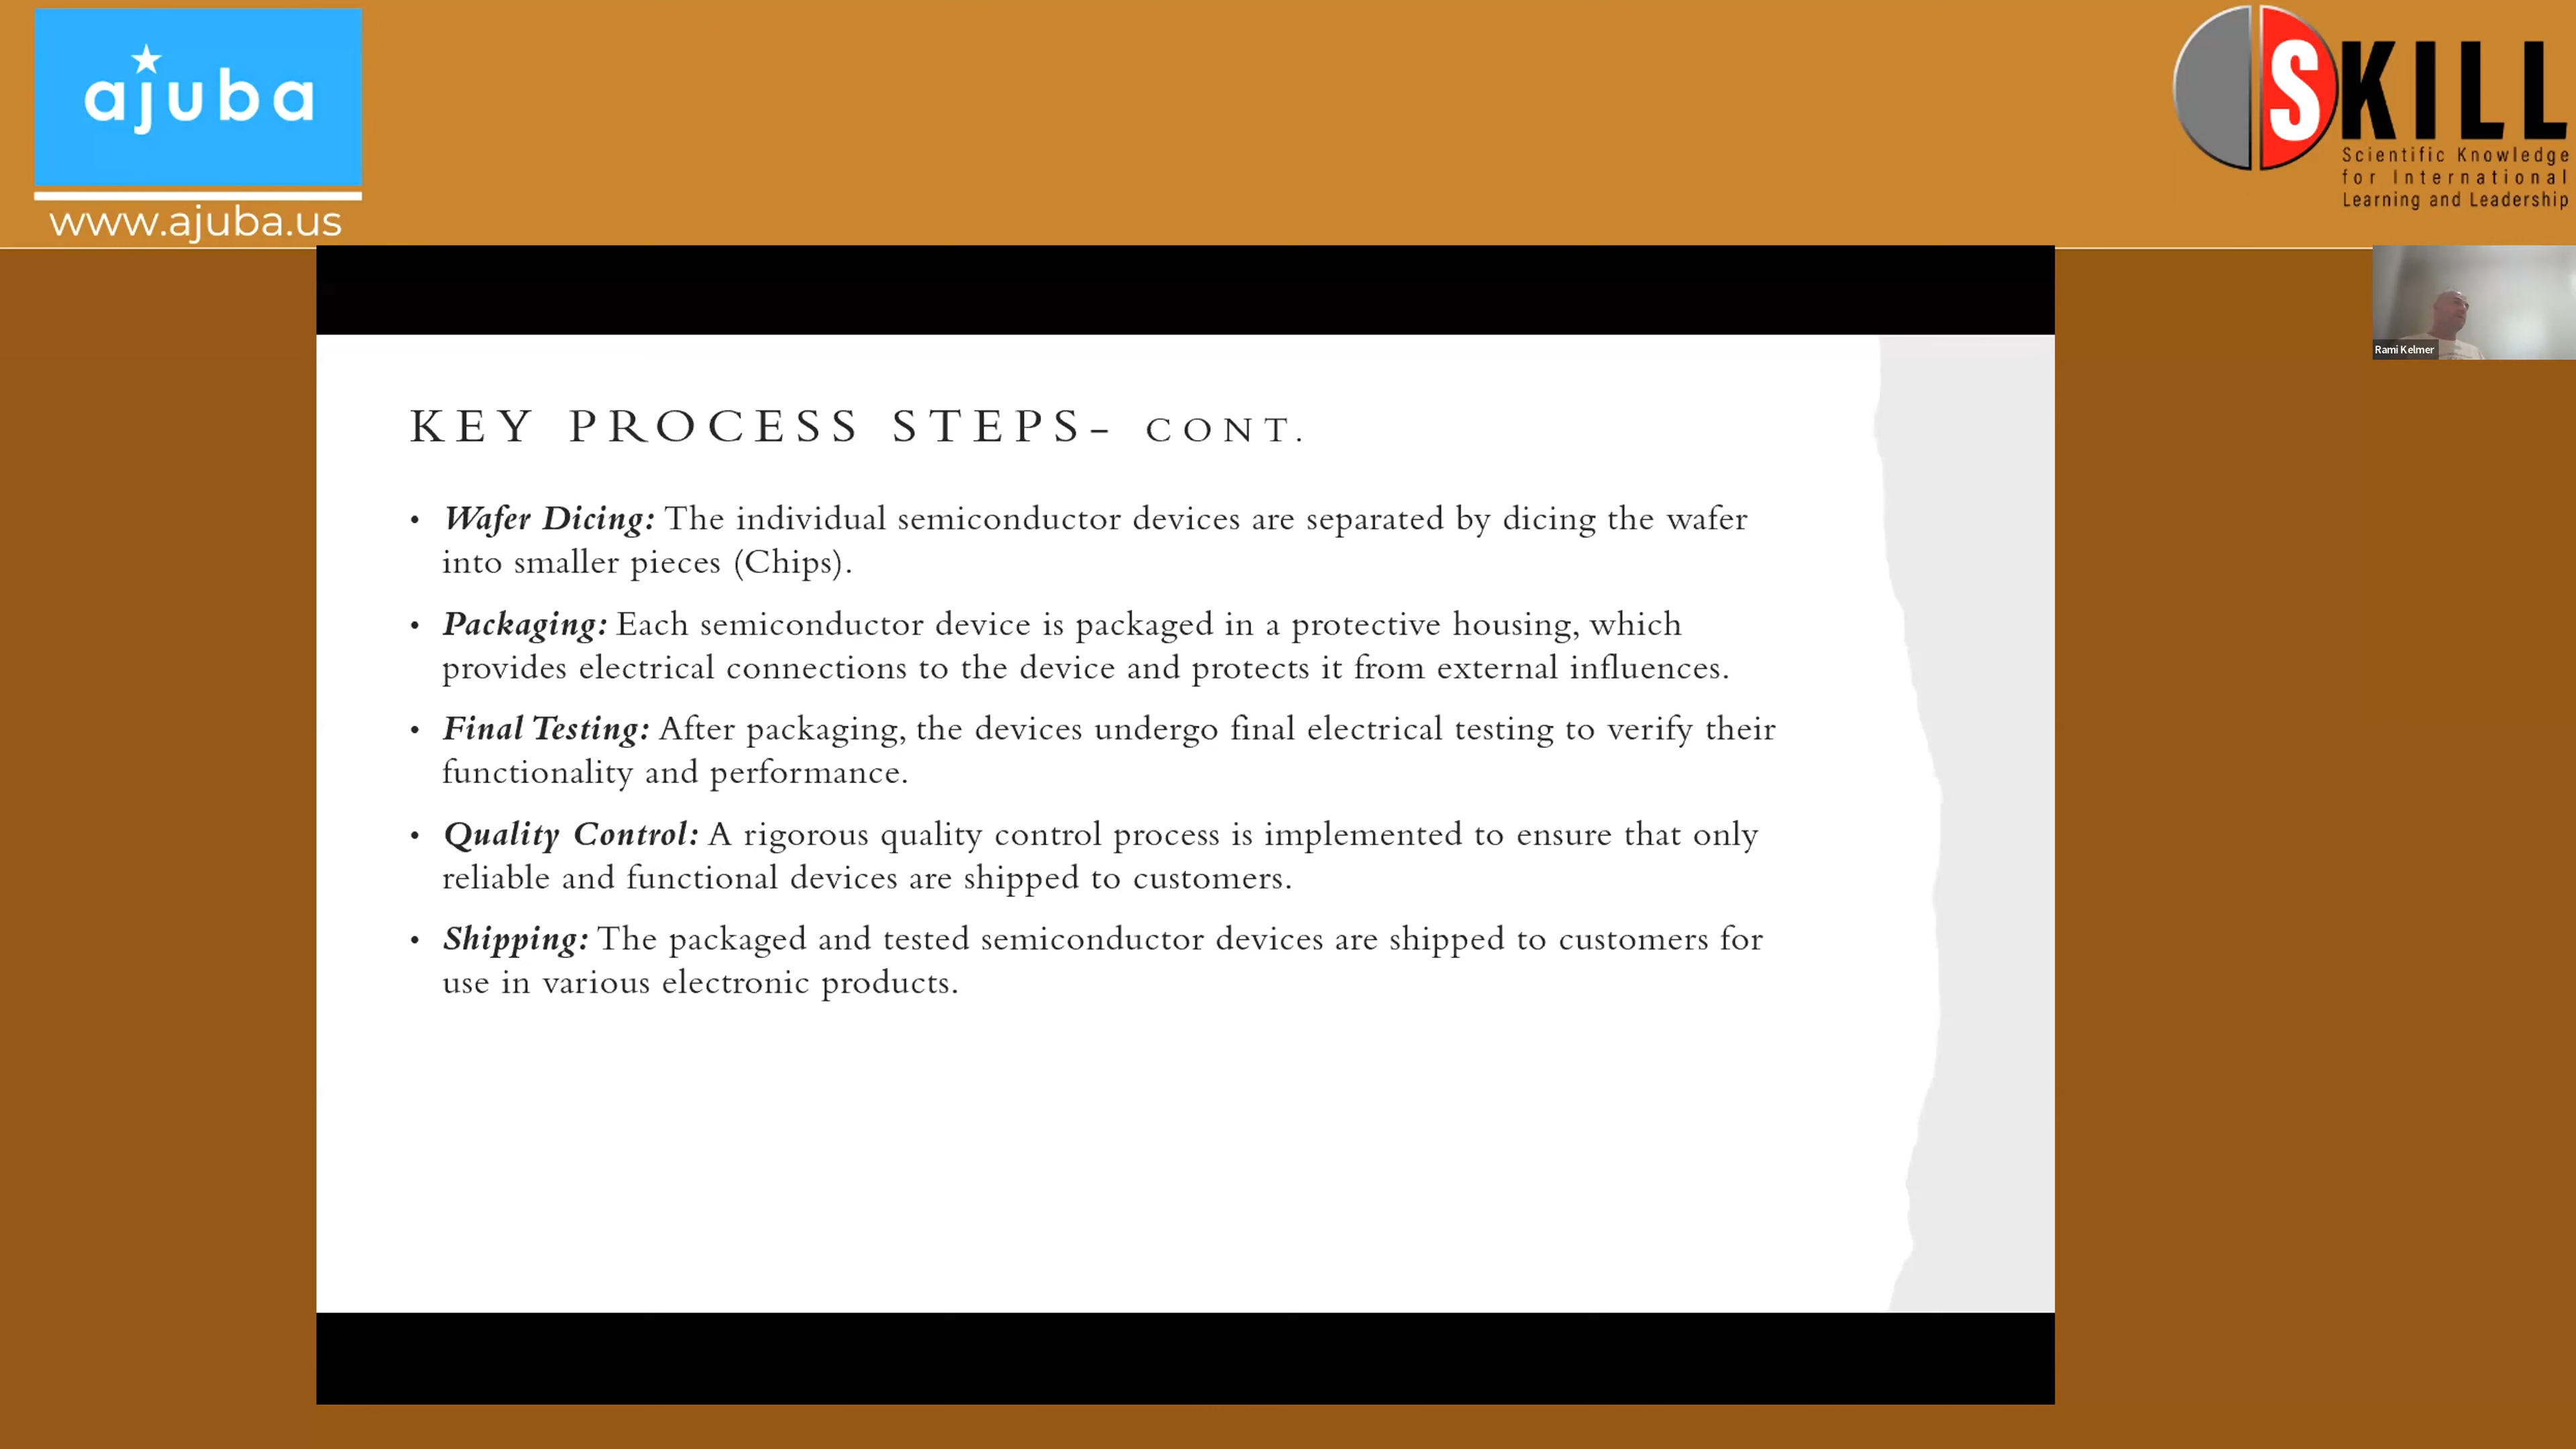 ajuba
www.ajuba.us
SKILL
Scientific Knowledge
for International
Learning and Leadership
Rami Kelmer
KEY PROCESS STEPS- CONT.
• Wafer Dicing: The individual semiconductor devices are separated by dicing the wafer
into smaller pieces (Chips).
• Packaging: Each semiconductor device is packaged in a protective housing, which
provides electrical connections to the device and protects it from external influences.
• Final Testing: After packaging, the devices undergo final electrical testing to verify their
functionality and performance.
• Quality Control: A rigorous quality control process is implemented to ensure that only
reliable and functional devices are shipped to customers.
• Shipping: The packaged and tested semiconductor devices are shipped to customers for
use in various electronic products.